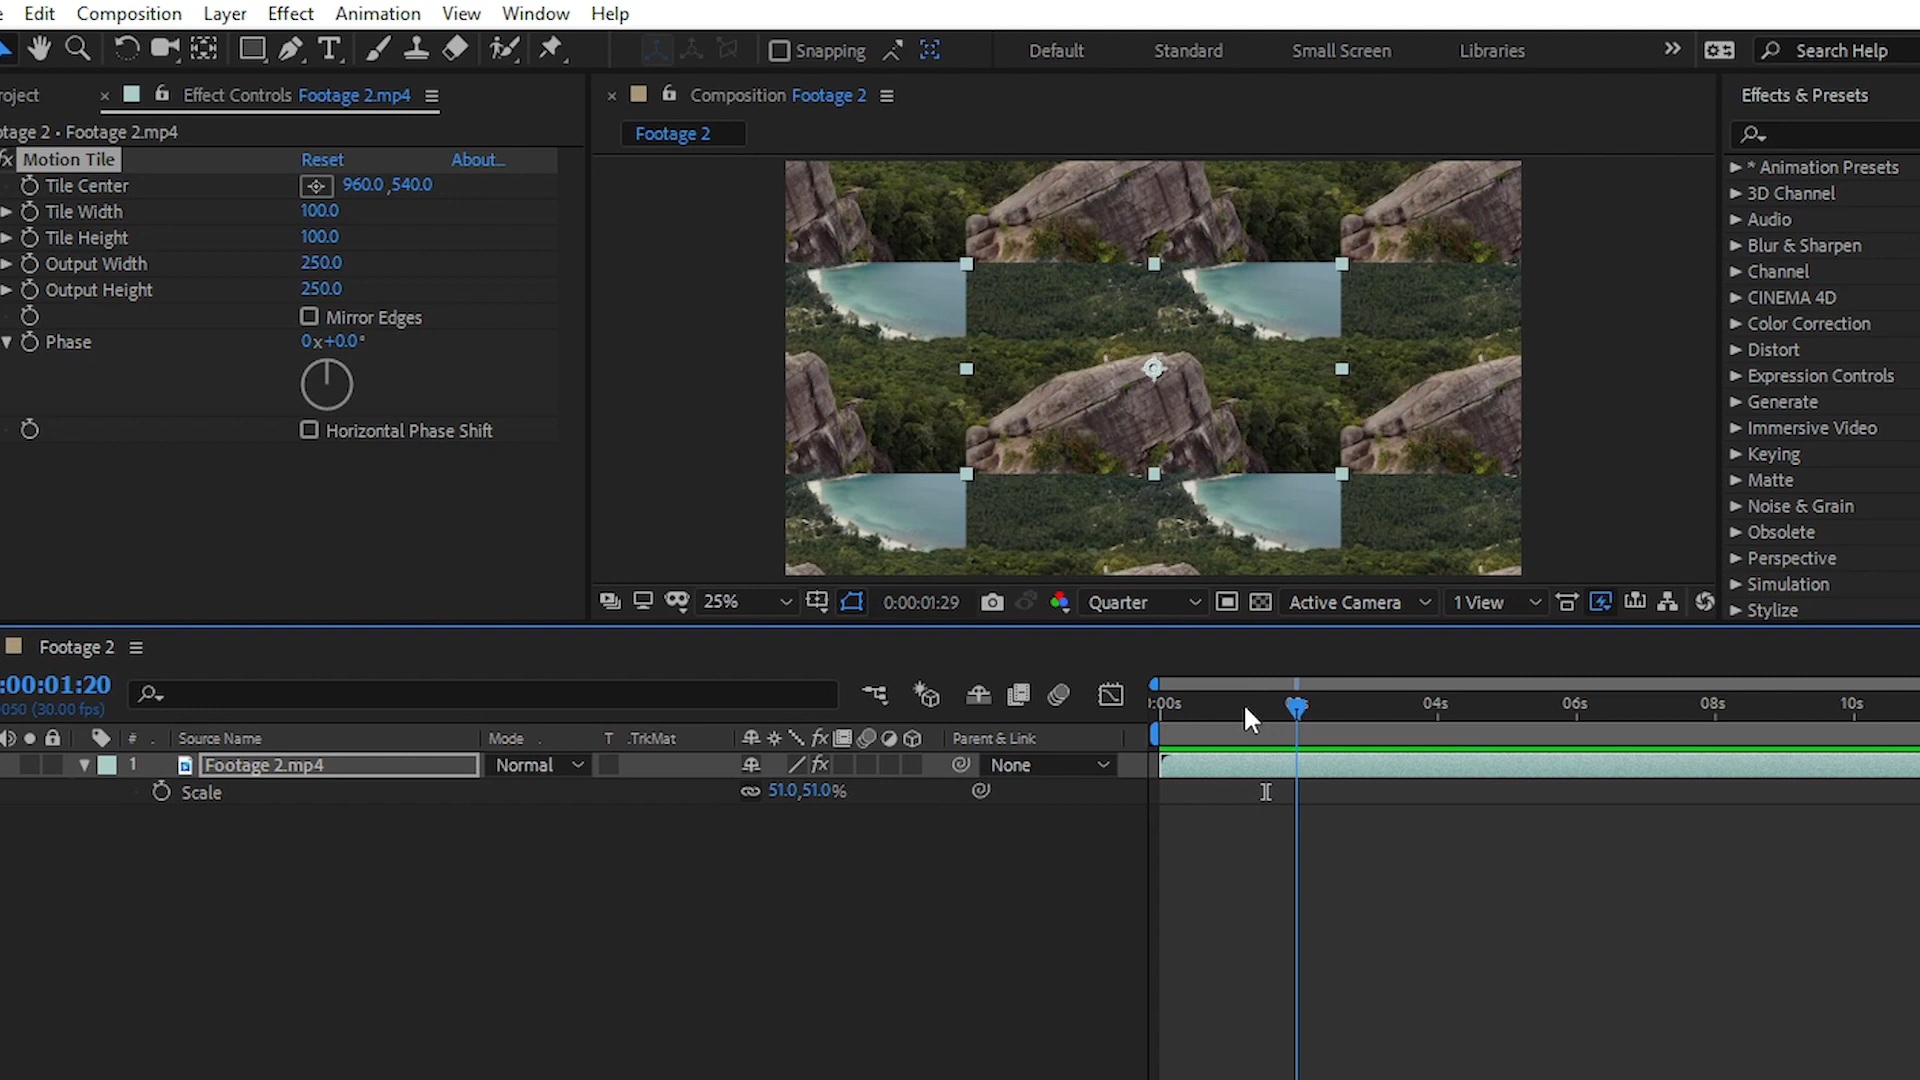 Edit Composition Layer Effect Animation View Window Help
Snapping Default Standard Small Screen Libraries Search Help
roject Effect Controls Footage 2.mp4
Composition Footage 2
Effects & Presets
otage 2 • Footage 2.mp4
Footage 2
fx Motion Tile Reset About...
Tile Center 960.0 ,540.0
Tile Width 100.0
Tile Height 100.0
Output Width 250.0
Output Height 250.0
Mirror Edges
Phase 0x+0.0°
Horizontal Phase Shift
* Animation Presets
3D Channel
Audio
Blur & Sharpen
Channel
CINEMA 4D
Color Correction
Distort
Expression Controls
Generate
Immersive Video
Keying
Matte
Noise & Grain
Obsolete
Perspective
Simulation
Stylize
25% 0:00:01:29 Quarter Active Camera 1 View
Footage 2
:00:01:20
050 (30.00 fps)
:00s 04s 06s 08s 10s
# Source Name Mode T .TrkMat fx Parent & Link
1 Footage 2.mp4 Normal fx None
Scale 51.0,51.0%